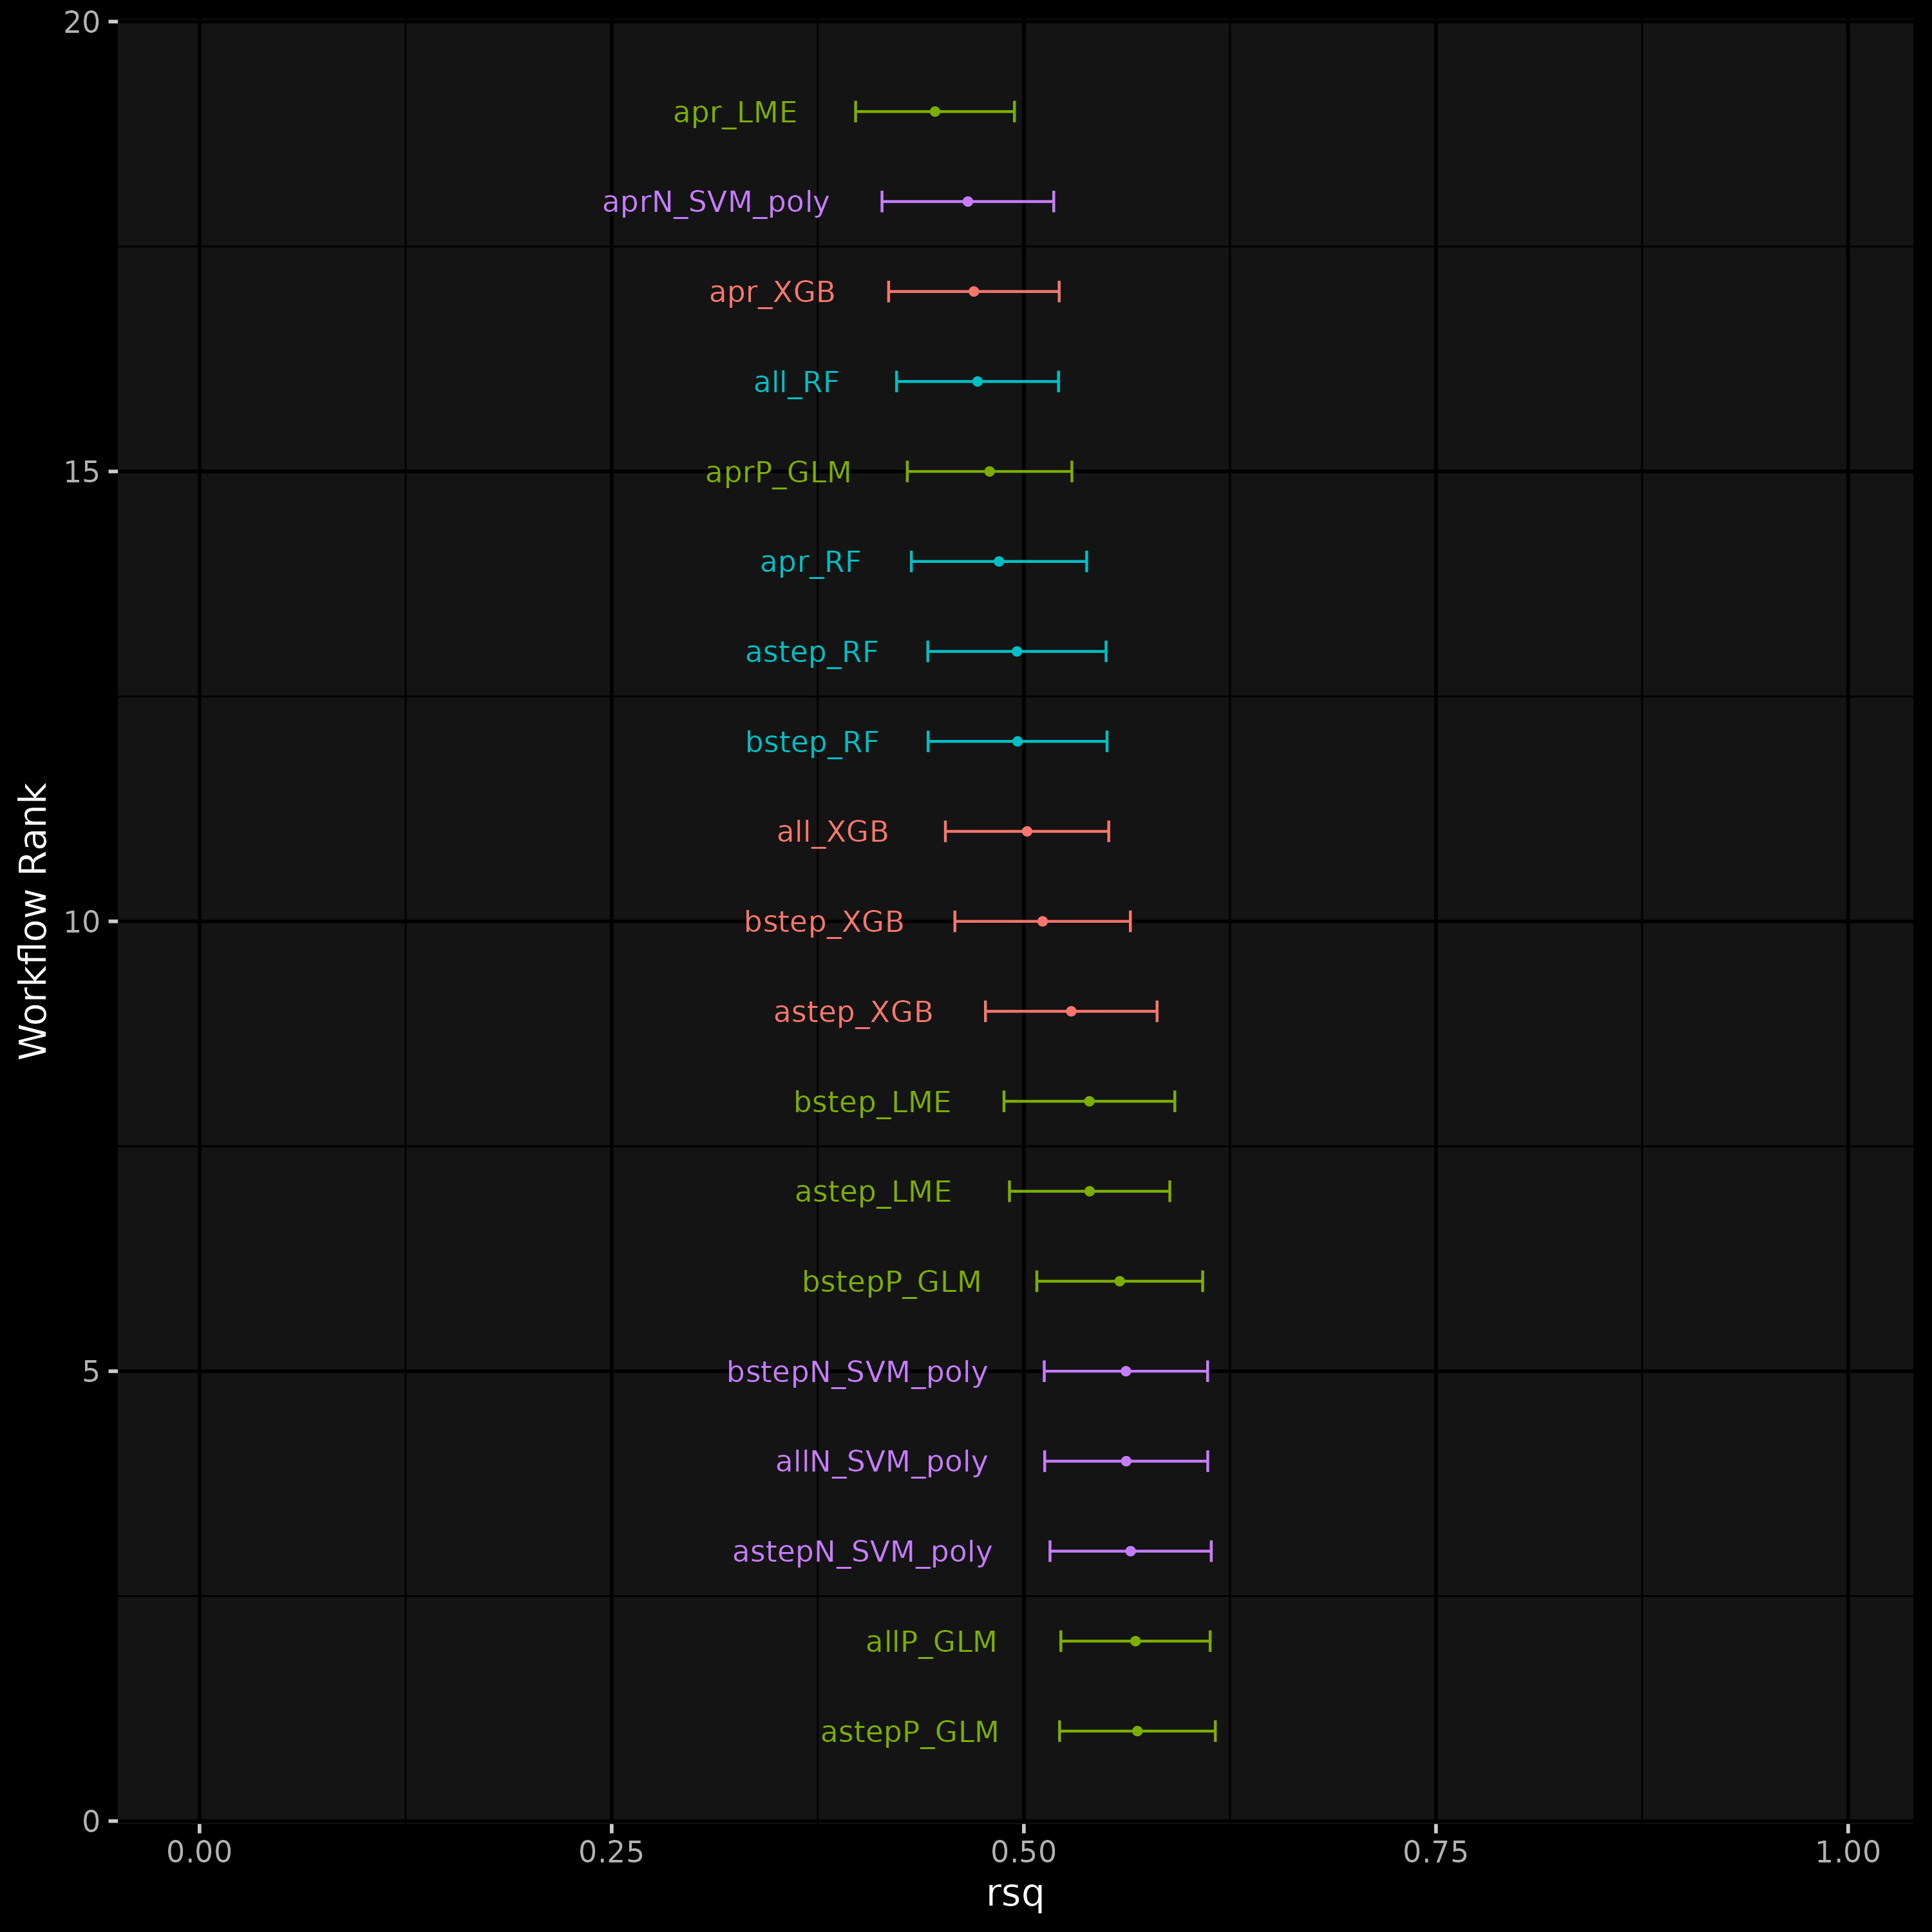 20
apr_LME
aprN_SVM_poly
apr_XGB
all_RF
15
aprP_GLM
apr_RF
astep_RF
bstep_RF
all_XGB
10
bstep_XGB
astep_XGB
bstep_LME
astep_LME
bstepP_GLM
5
bstepN_SVM_poly
allN_SVM_poly
astepN_SVM_poly
allP_GLM
astepP_GLM
0
Workflow Rank
0.00 0.25 0.50 0.75 1.00
rsq